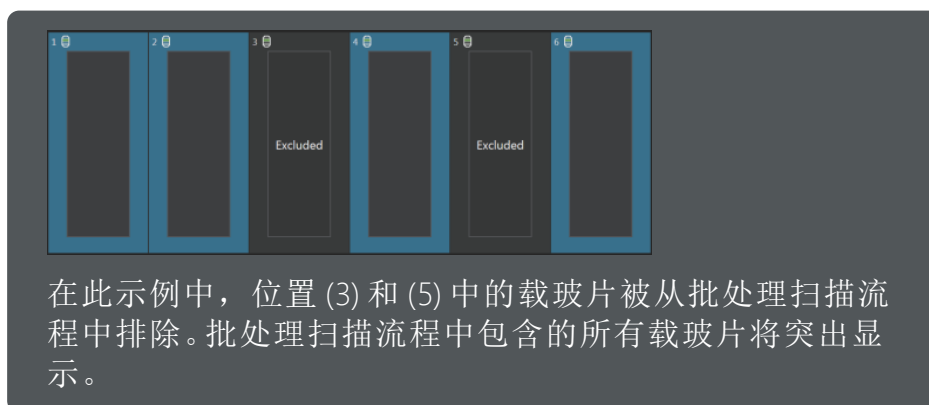 1 2 3 4 5 6
Excluded Excluded
在此示例中，位置 (3) 和 (5) 中的载玻片被从批处理扫描流
程中排除。批处理扫描流程中包含的所有载玻片将突出显
示。